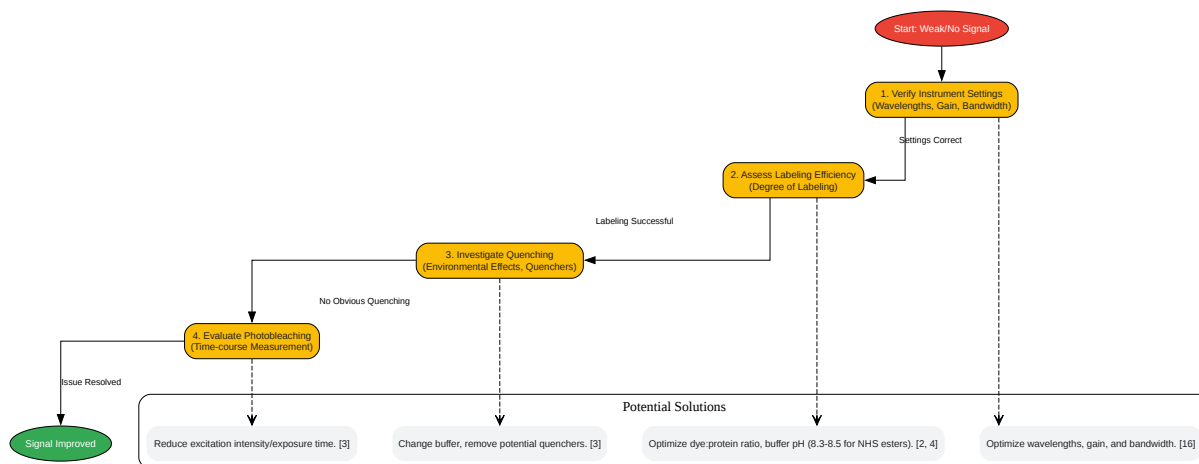 Start: Weak/No Signal
1. Verify Instrument Settings
(Wavelengths, Gain, Bandwidth)
Settings Correct
2. Assess Labeling Efficiency
(Degree of Labeling)
Labeling Successful
3. Investigate Quenching
(Environmental Effects, Quenchers)
No Obvious Quenching
4. Evaluate Photobleaching
(Time-course Measurement)
Issue Resolved
Signal Improved
Potential Solutions
Reduce excitation intensity/exposure time. [3]
Change buffer, remove potential quenchers. [3]
Optimize dye:protein ratio, buffer pH (8.3-8.5 for NHS esters). [2, 4]
Optimize wavelengths, gain, and bandwidth. [16]